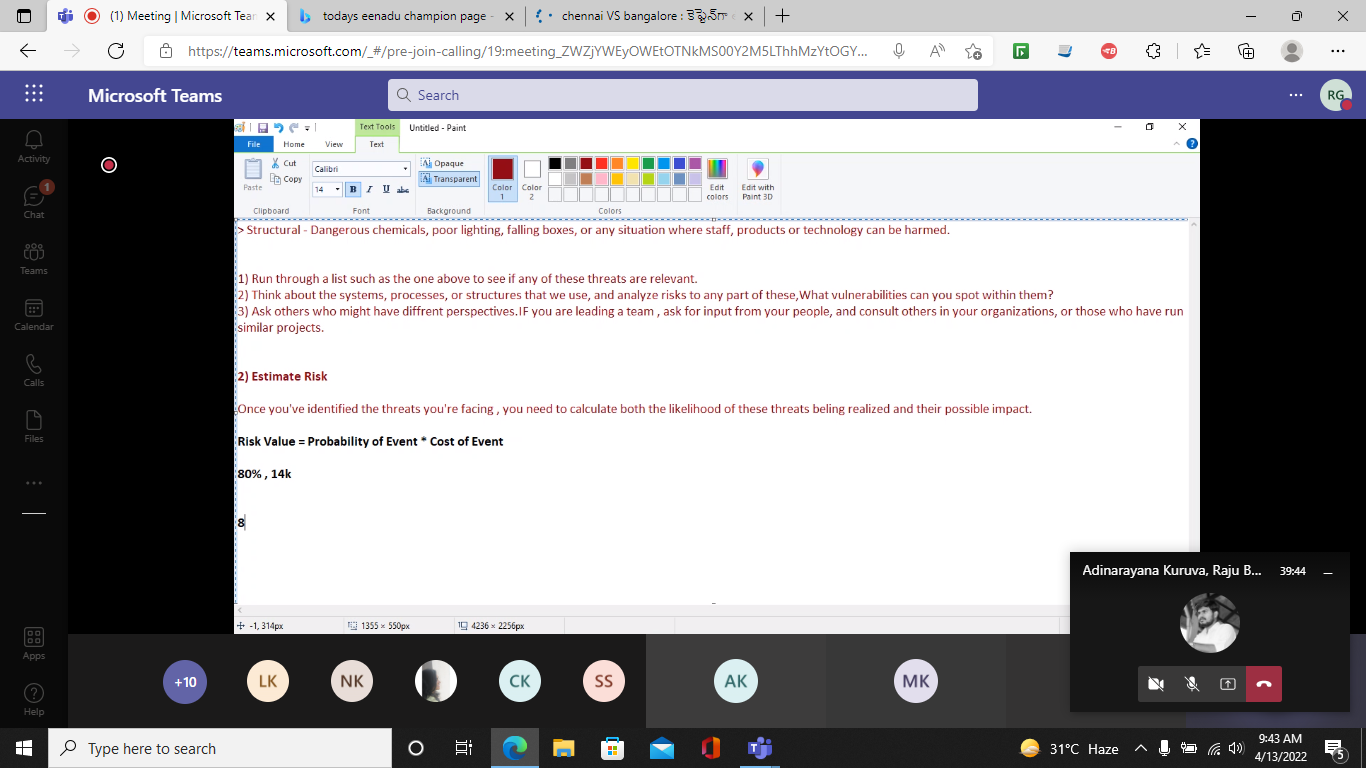 (1) Meeting | Microsoft Tear
todays eenadu champion page -
chennai VS bangalore :
https://teams.microsoft.com/_#/pre-join-calling/19:meeting_ZWZjYWEyOWEtOTNkMS00Y2M5LThhMzYtOGY...
Microsoft Teams
Search
RG
Activity
1
Chat
Teams
Calendar
Calls
Files
Apps
Help
Text Tools
Untitled - Paint
File
Home
View
Text
Paste
Cut
Copy
Clipboard
Calibri
14
B I U abc
Font
Opaque
Transparent
Background
Color 1
Color 2
Colors
Edit colors
Edit with Paint 3D
> Structural - Dangerous chemicals, poor lighting, falling boxes, or any situation where staff, products or technology can be harmed.
1) Run through a list such as the one above to see if any of these threats are relevant.
2) Think about the systems, processes, or structures that we use, and analyze risks to any part of these,What vulnerabilities can you spot within them?
3) Ask others who might have diffrent perspectives.IF you are leading a team , ask for input from your people, and consult others in your organizations, or those who have run
similar projects.
2) Estimate Risk
Once you've identified the threats you're facing , you need to calculate both the likelihood of these threats beling realized and their possible impact.
Risk Value = Probability of Event * Cost of Event
80% , 14k
8
-1, 314px
1355 × 550px
4236 × 2256px
Adinarayana Kuruva, Raju B...
39:44
+10
LK
NK
CK
SS
AK
MK
Type here to search
31°C Haze
9:43 AM
4/13/2022
5